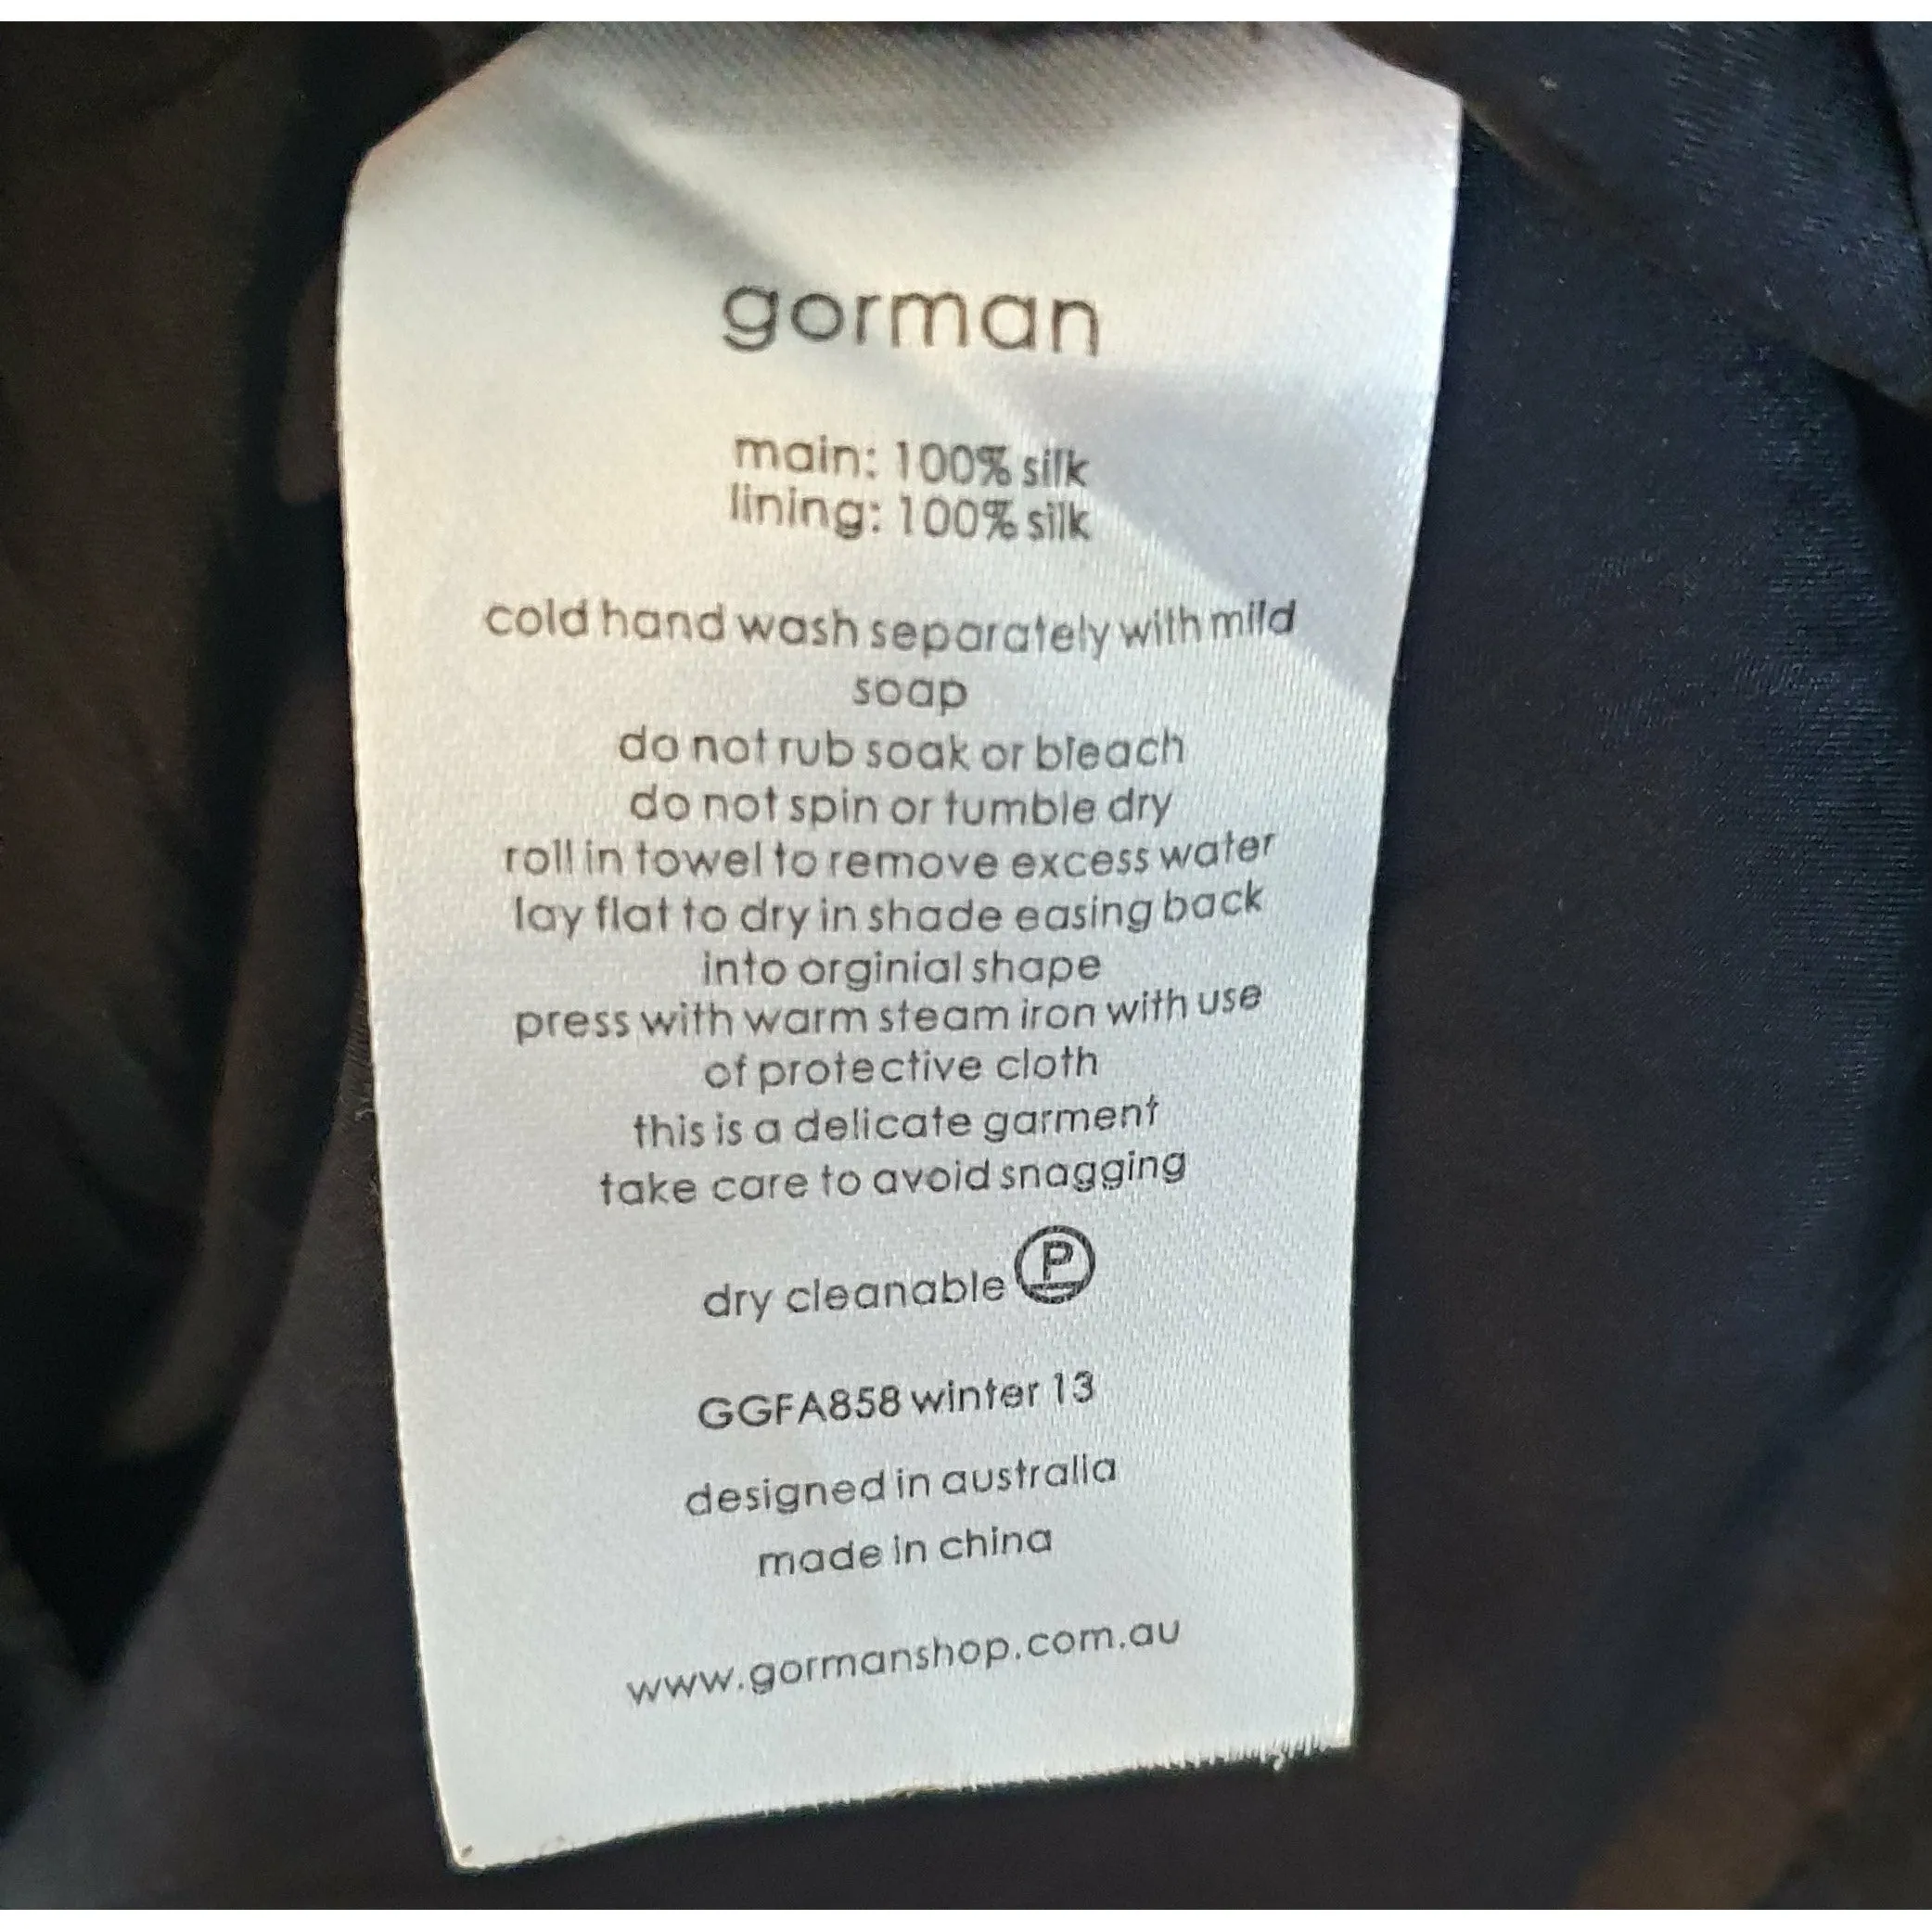 gorman
main: 100% silk
lining: 100% silk
cold hand wash separately with mild
soap
do not rub soak or bleach
do not spin or tumble dry
roll in towel to remove excess water
lay flat to dry in shade easing back
into orginial shape
press with warm steam iron with use
of protective cloth
this is a delicate garment
take care to avoid snagging
dry cleanable P
GGFA858 winter 13
designed in australia
made in china
www.gormanshop.com.au